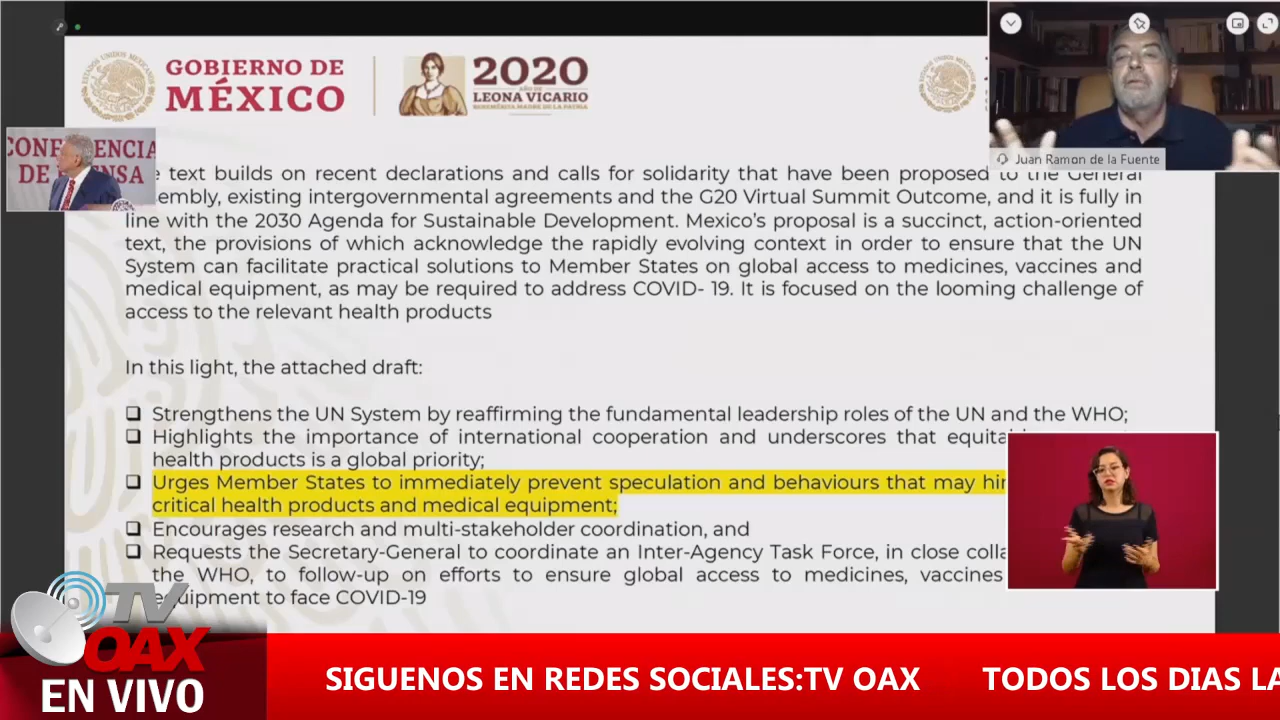 GOBIERNO DE
MÉXICO
2020
AÑO DE
LEONA VICARIO
BENEMÉRITA MADRE DE LA PATRIA
Juan Ramon de la Fuente
text builds on recent declarations and calls for solidarity that have been proposed to the General
embly, existing intergovernmental agreements and the G20 Virtual Summit Outcome, and it is fully in
line with the 2030 Agenda for Sustainable Development. Mexico's proposal is a succinct, action-oriented
text, the provisions of which acknowledge the rapidly evolving context in order to ensure that the UN
System can facilitate practical solutions to Member States on global access to medicines, vaccines and
medical equipment, as may be required to address COVID- 19. It is focused on the looming challenge of
access to the relevant health products
In this light, the attached draft:
❑ Strengthens the UN System by reaffirming the fundamental leadership roles of the UN and the WHO;
❑ Highlights the importance of international cooperation and underscores that equita
health products is a global priority;
❑ Urges Member States to immediately prevent speculation and behaviours that may hin
critical health products and medical equipment;
❑ Encourages research and multi-stakeholder coordination, and
❑ Requests the Secretary-General to coordinate an Inter-Agency Task Force, in close colla
the WHO, to follow-up on efforts to ensure global access to medicines, vaccines
equipment to face COVID-19
TV
OAX
EN VIVO
SIGUENOS EN REDES SOCIALES:TV OAX TODOS LOS DIAS LA